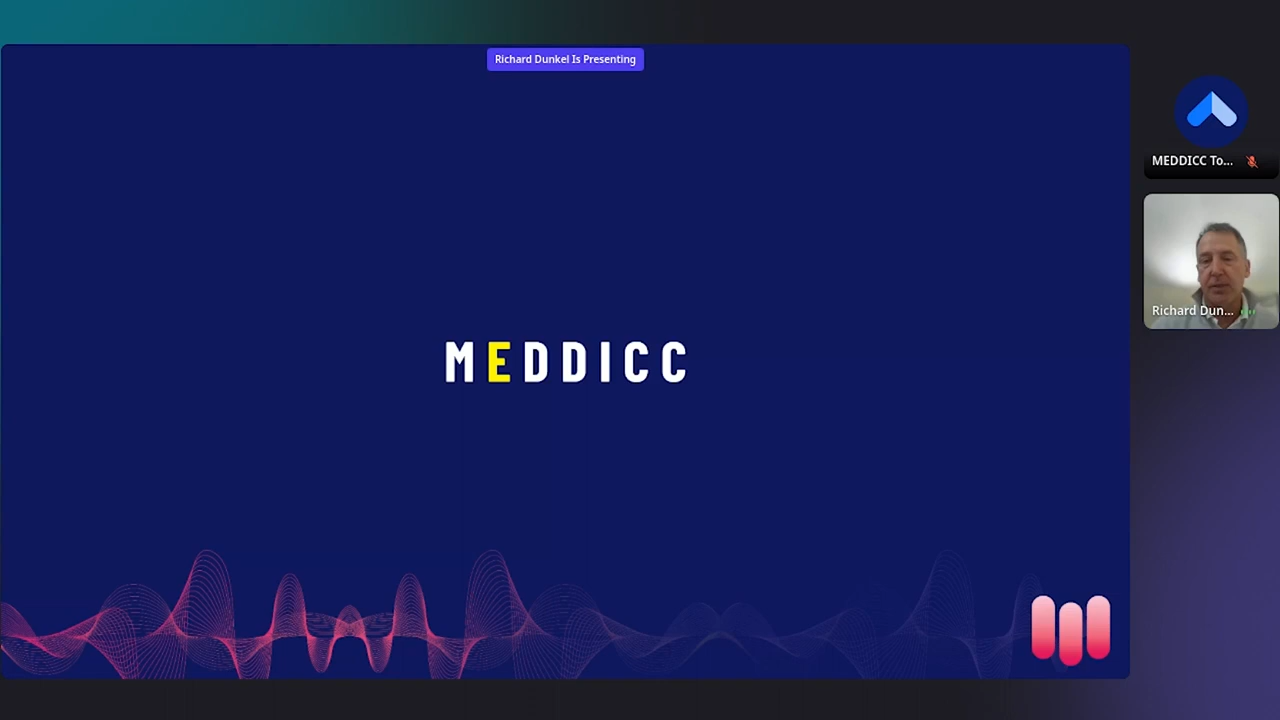 Richard Dunkel Is Presenting
MEDDICC To...
MEDDICC
Richard Dun...